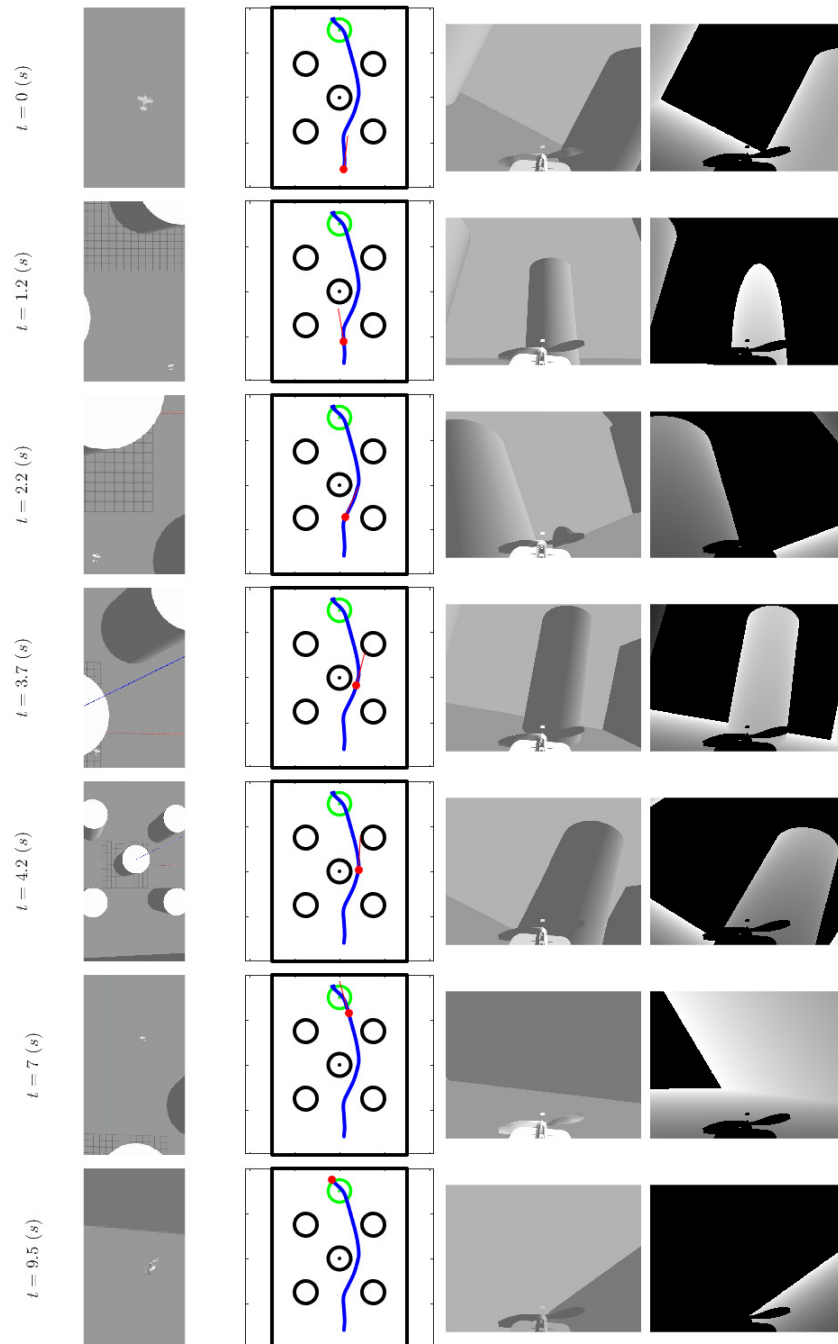 t = 0 (s)
t = 1.2 (s)
t = 2.2 (s)
t = 3.7 (s)
t = 4.2 (s)
t = 7 (s)
t = 9.5 (s)